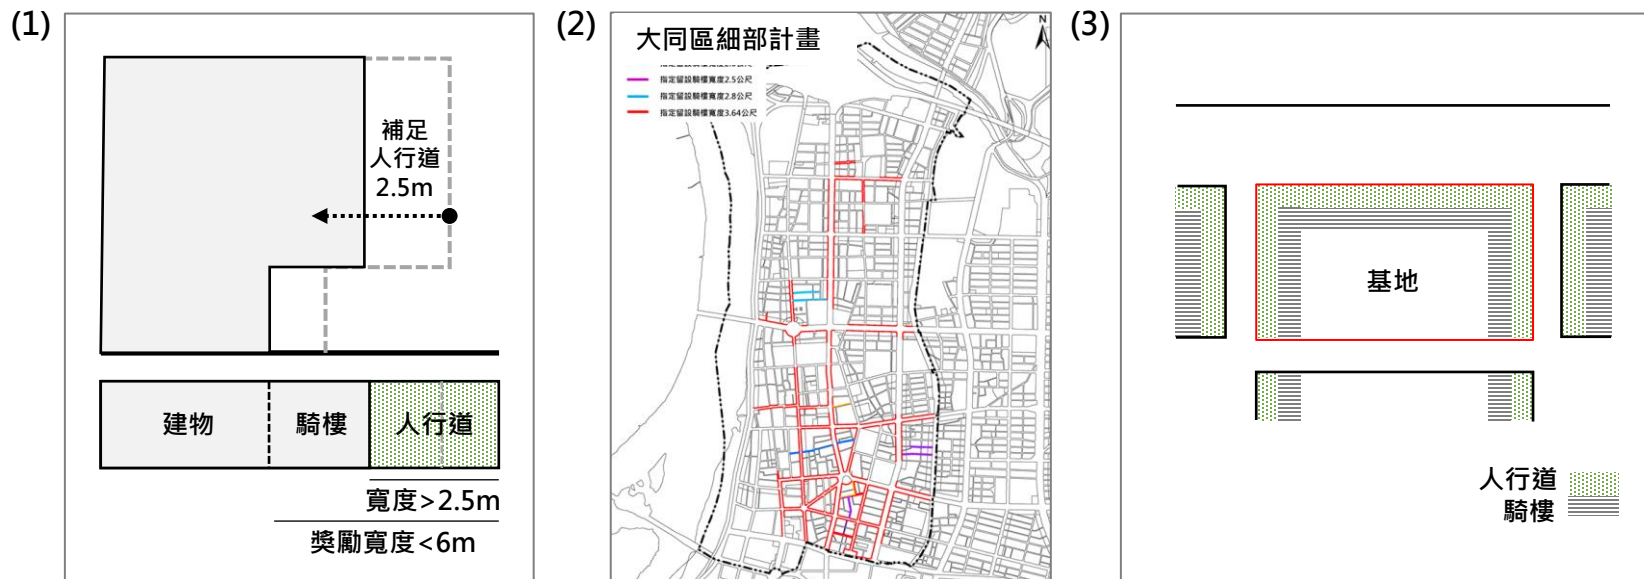 (1)
補足
人行道
2.5m
建物
騎樓
人行道
寬度>2.5m
獎勵寬度<6m
(2)
大同區細部計畫
N
指定留設騎樓寬度2.5公尺
指定留設騎樓寬度2.8公尺
指定留設騎樓寬度3.64公尺
(3)
基地
人行道
騎樓